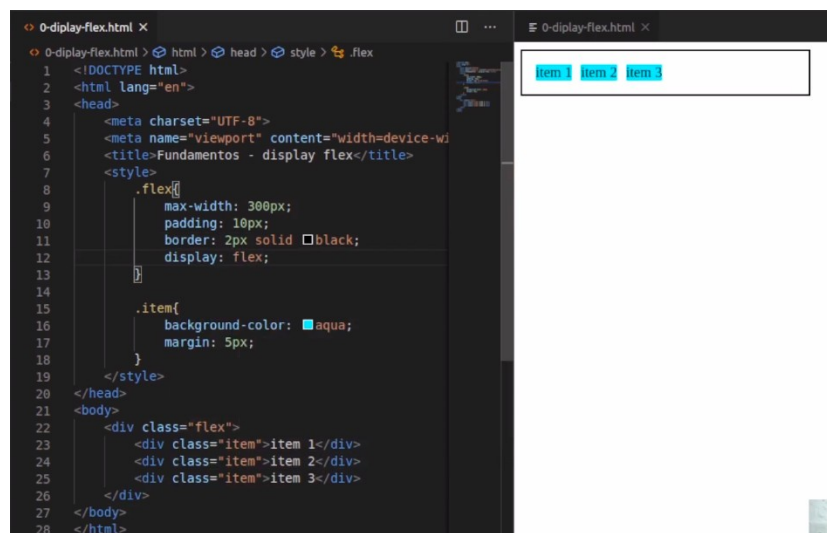 0-diplay-flex.html
0-diplay-flex.html > html > head > style > .flex
1 <!DOCTYPE html>
2 <html lang="en">
3 <head>
4 <meta charset="UTF-8">
5 <meta name="viewport" content="width=device-wi
6 <title>Fundamentos - display flex</title>
7 <style>
8 .flex{
9 max-width: 300px;
10 padding: 10px;
11 border: 2px solid black;
12 display: flex;
13 }
14
15 .item{
16 background-color: aqua;
17 margin: 5px;
18 }
19 </style>
20 </head>
21 <body>
22 <div class="flex">
23 <div class="item">item 1</div>
24 <div class="item">item 2</div>
25 <div class="item">item 3</div>
26 </div>
27 </body>
28 </html>
0-diplay-flex.html
item 1 item 2 item 3